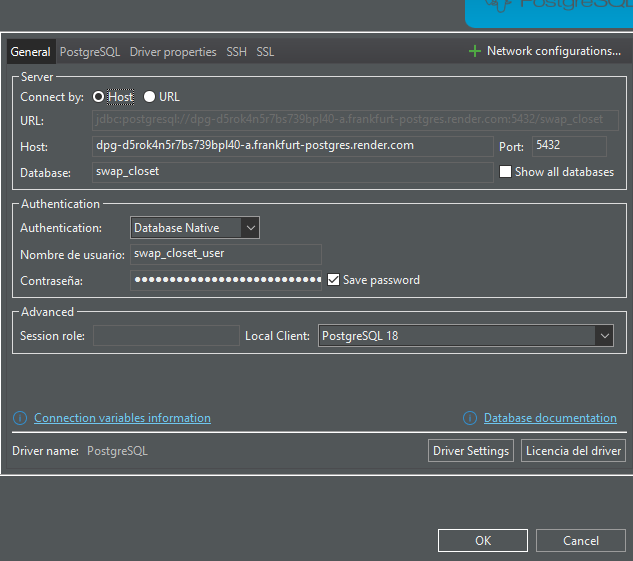 PostgreSQL
General PostgreSQL Driver properties SSH SSL Network configurations...
Server
Connect by: Host URL
URL: jdbc:postgresql://dpg-d5rok4n5r7bs739bpl40-a.frankfurt-postgres.render.com:5432/swap_closet
Host: dpg-d5rok4n5r7bs739bpl40-a.frankfurt-postgres.render.com Port: 5432
Database: swap_closet Show all databases
Authentication
Authentication: Database Native
Nombre de usuario: swap_closet_user
Contraseña: •••••••••••••••••••••••••••• Save password
Advanced
Session role: Local Client: PostgreSQL 18
Connection variables information Database documentation
Driver name: PostgreSQL Driver Settings Licencia del driver
OK Cancel